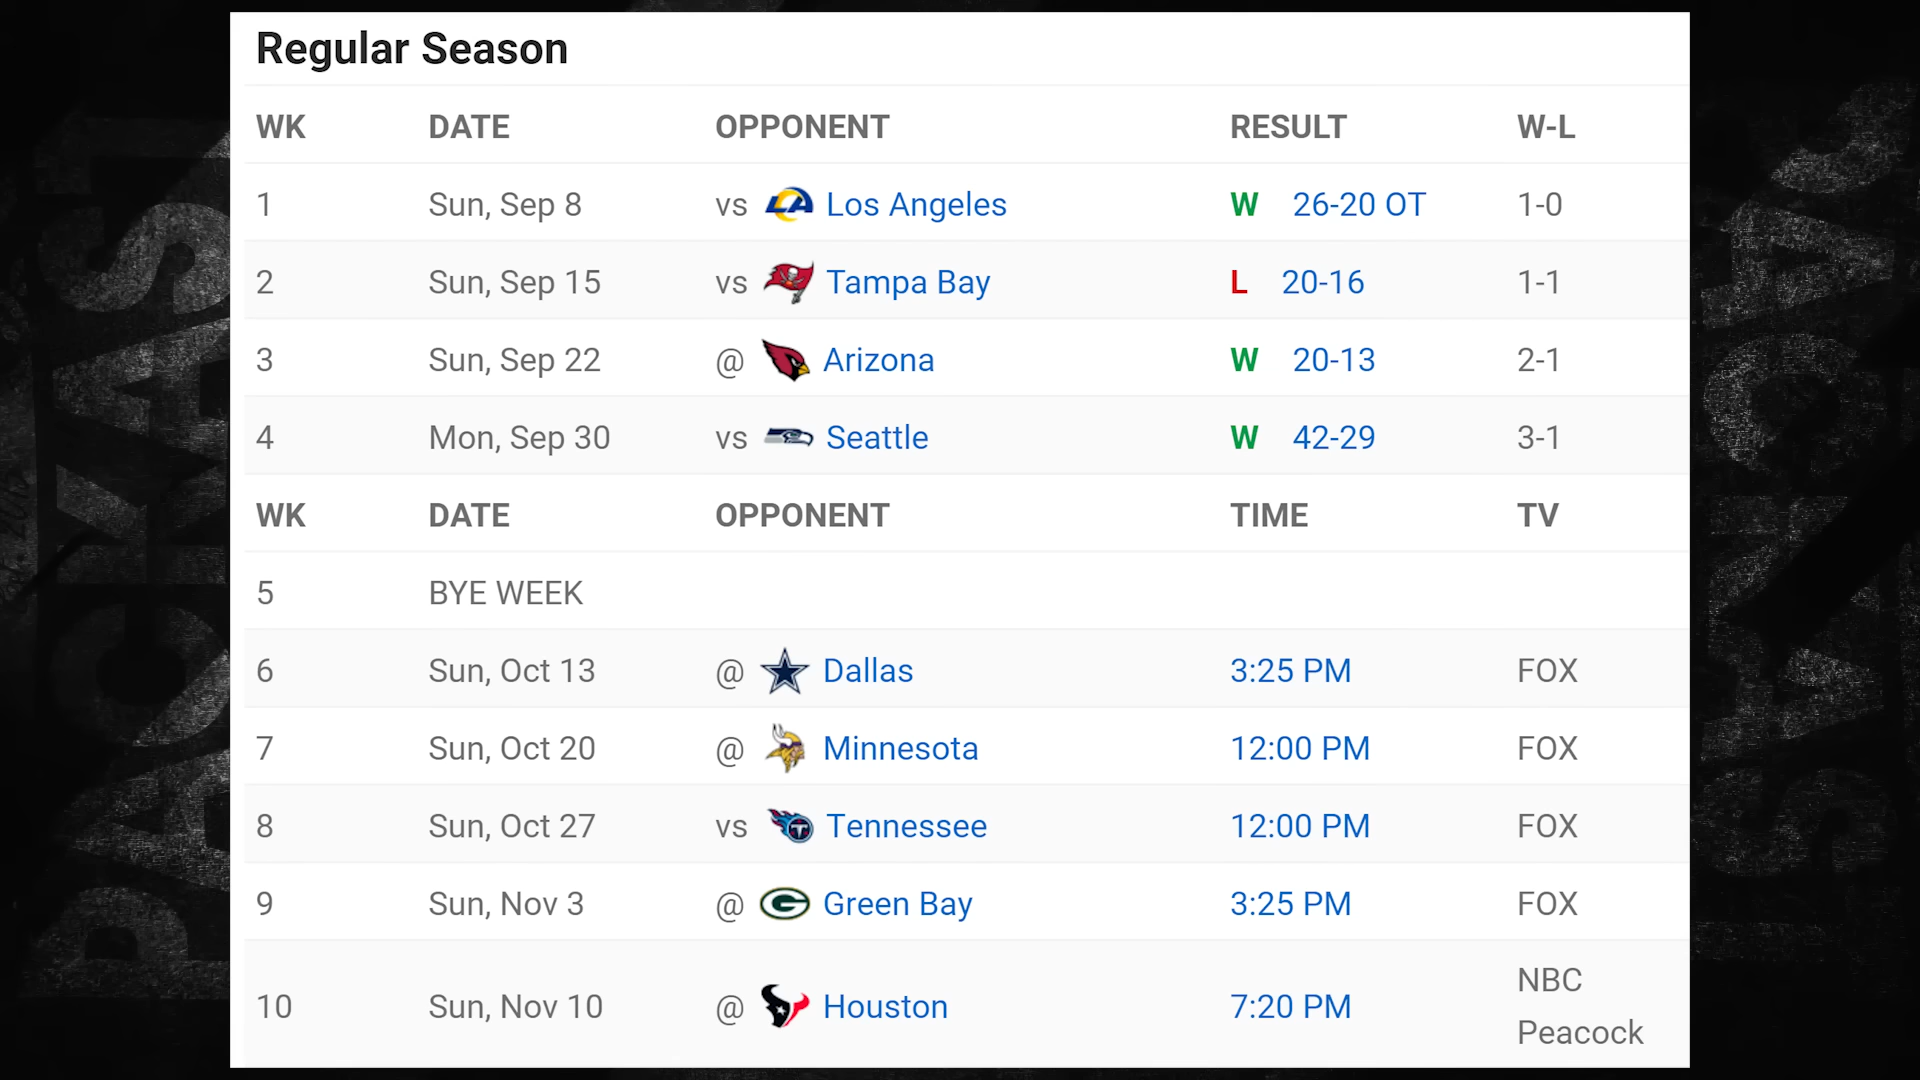 Regular Season
WK DATE OPPONENT RESULT W-L
1 Sun, Sep 8 vs Los Angeles W 26-20 OT 1-0
2 Sun, Sep 15 vs Tampa Bay L 20-16 1-1
3 Sun, Sep 22 @ Arizona W 20-13 2-1
4 Mon, Sep 30 vs Seattle W 42-29 3-1
WK DATE OPPONENT TIME TV
5 BYE WEEK
6 Sun, Oct 13 @ Dallas 3:25 PM FOX
7 Sun, Oct 20 @ Minnesota 12:00 PM FOX
8 Sun, Oct 27 vs Tennessee 12:00 PM FOX
9 Sun, Nov 3 @ Green Bay 3:25 PM FOX
10 Sun, Nov 10 @ Houston 7:20 PM NBC
Peacock